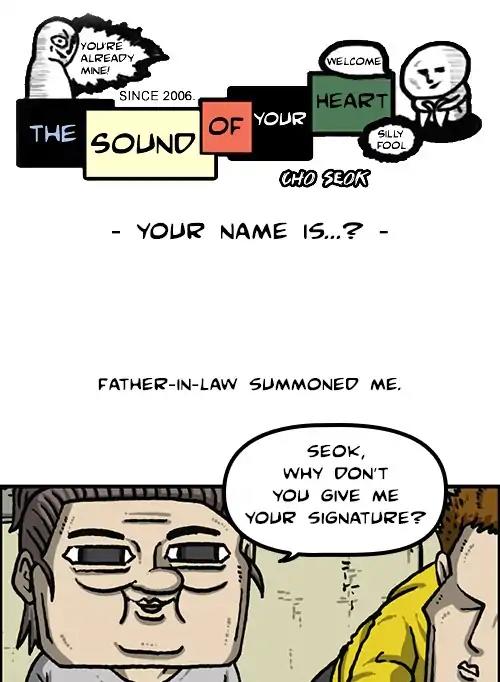 YOU'RE
ALREADY
MINE!
WELCOME
SINCE 2006.
THE
SOUND
OF
YOUR
HEART
SILLY
FOOL
CHO SEOK
- YOUR NAME IS...? -
FATHER-IN-LAW SUMMONED ME.
SEOK,
WHY DON'T
YOU GIVE ME
YOUR SIGNATURE?